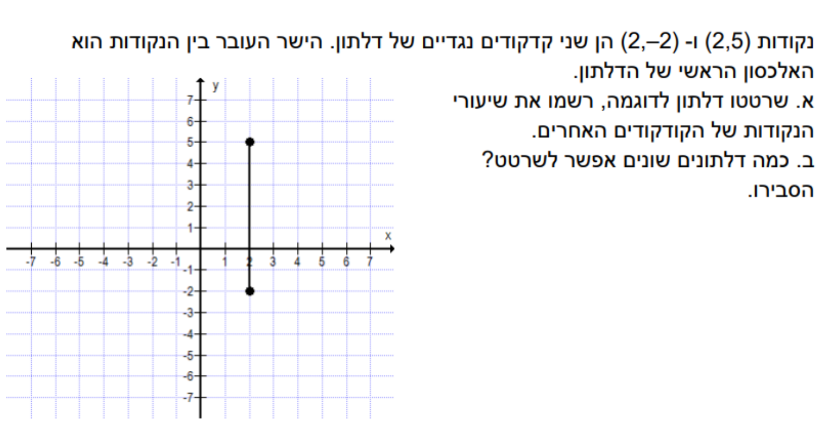 נקודות (2,5) ו- (2,–2) הן שני קדקודים נגדיים של דלתון. הישר העובר בין הנקודות הוא
האלכסון הראשי של הדלתון.
א. שרטטו דלתון לדוגמה, רשמו את שיעורי
הנקודות של הקודקודים האחרים.
ב. כמה דלתונים שונים אפשר לשרטט?
הסבירו.
y
7
6
5
4
3
2
1
x
-7 -6 -5 -4 -3 -2 -1 1 2 3 4 5 6 7
-1
-2
-3
-4
-5
-6
-7